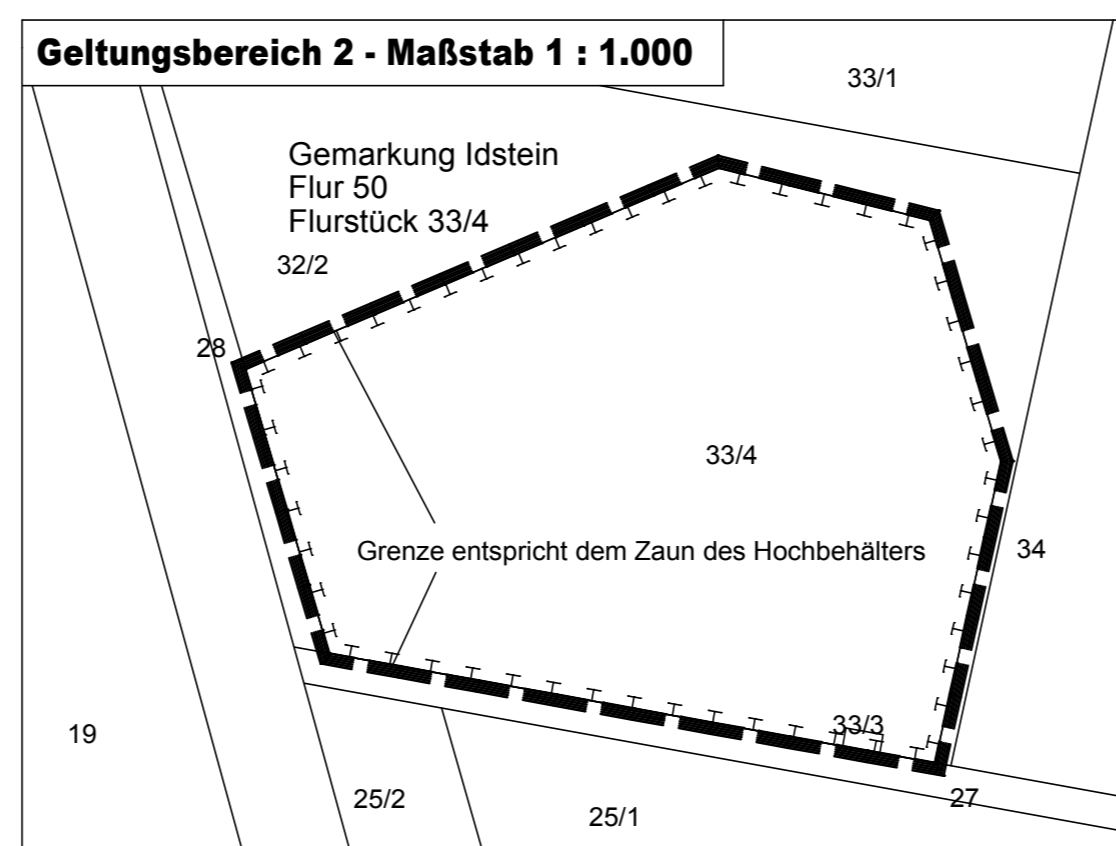 Geltungsbereich 2 - Maßstab 1 : 1.000
33/1
Gemarkung Idstein
Flur 50
Flurstück 33/4
32/2
28
33/4
Grenze entspricht dem Zaun des Hochbehälters
34
19
33/3
25/2
27
25/1